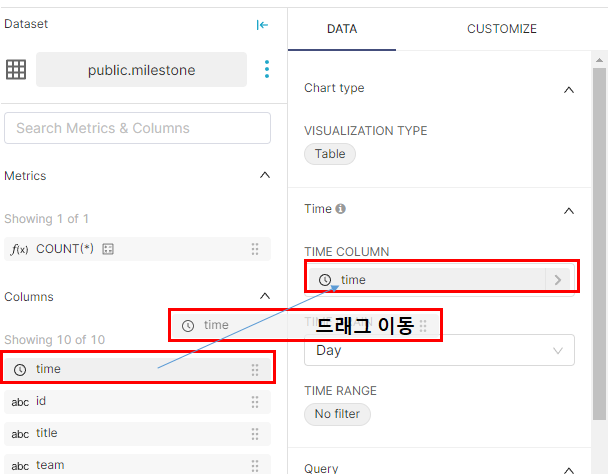 Dataset
public.milestone
Search Metrics & Columns
Metrics
Showing 1 of 1
f(x) COUNT(*)
Columns
Showing 10 of 10
time
abc id
abc title
abc team
time
드래그 이동
DATA
CUSTOMIZE
Chart type
VISUALIZATION TYPE
Table
Time
TIME COLUMN
time
Day
TIME RANGE
No filter
Query